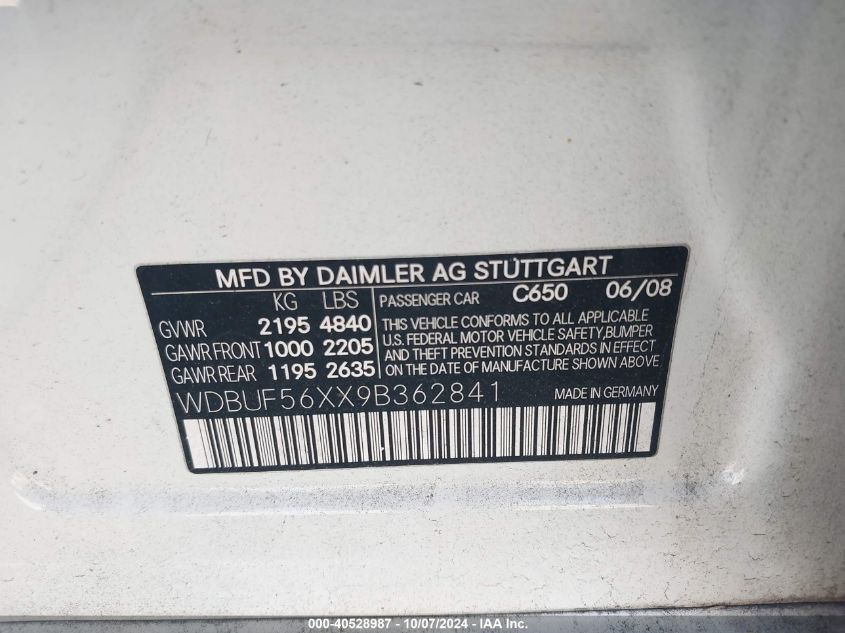 MFD BY DAIMLER AG STUTTGART
KG LBS
GVWR 2195 4840
GAWR FRONT 1000 2205
GAWR REAR 1195 2635
PASSENGER CAR C650 06/08
THIS VEHICLE CONFORMS TO ALL APPLICABLE
U.S. FEDERAL MOTOR VEHICLE SAFETY,BUMPER
AND THEFT PREVENTION STANDARDS IN EFFECT
ON THE DATE OF MANUFACTURE SHOWN ABOVE
WDBUF56XX9B362841 MADE IN GERMANY
000-40528987 - 10/07/2024 - IAA Inc.